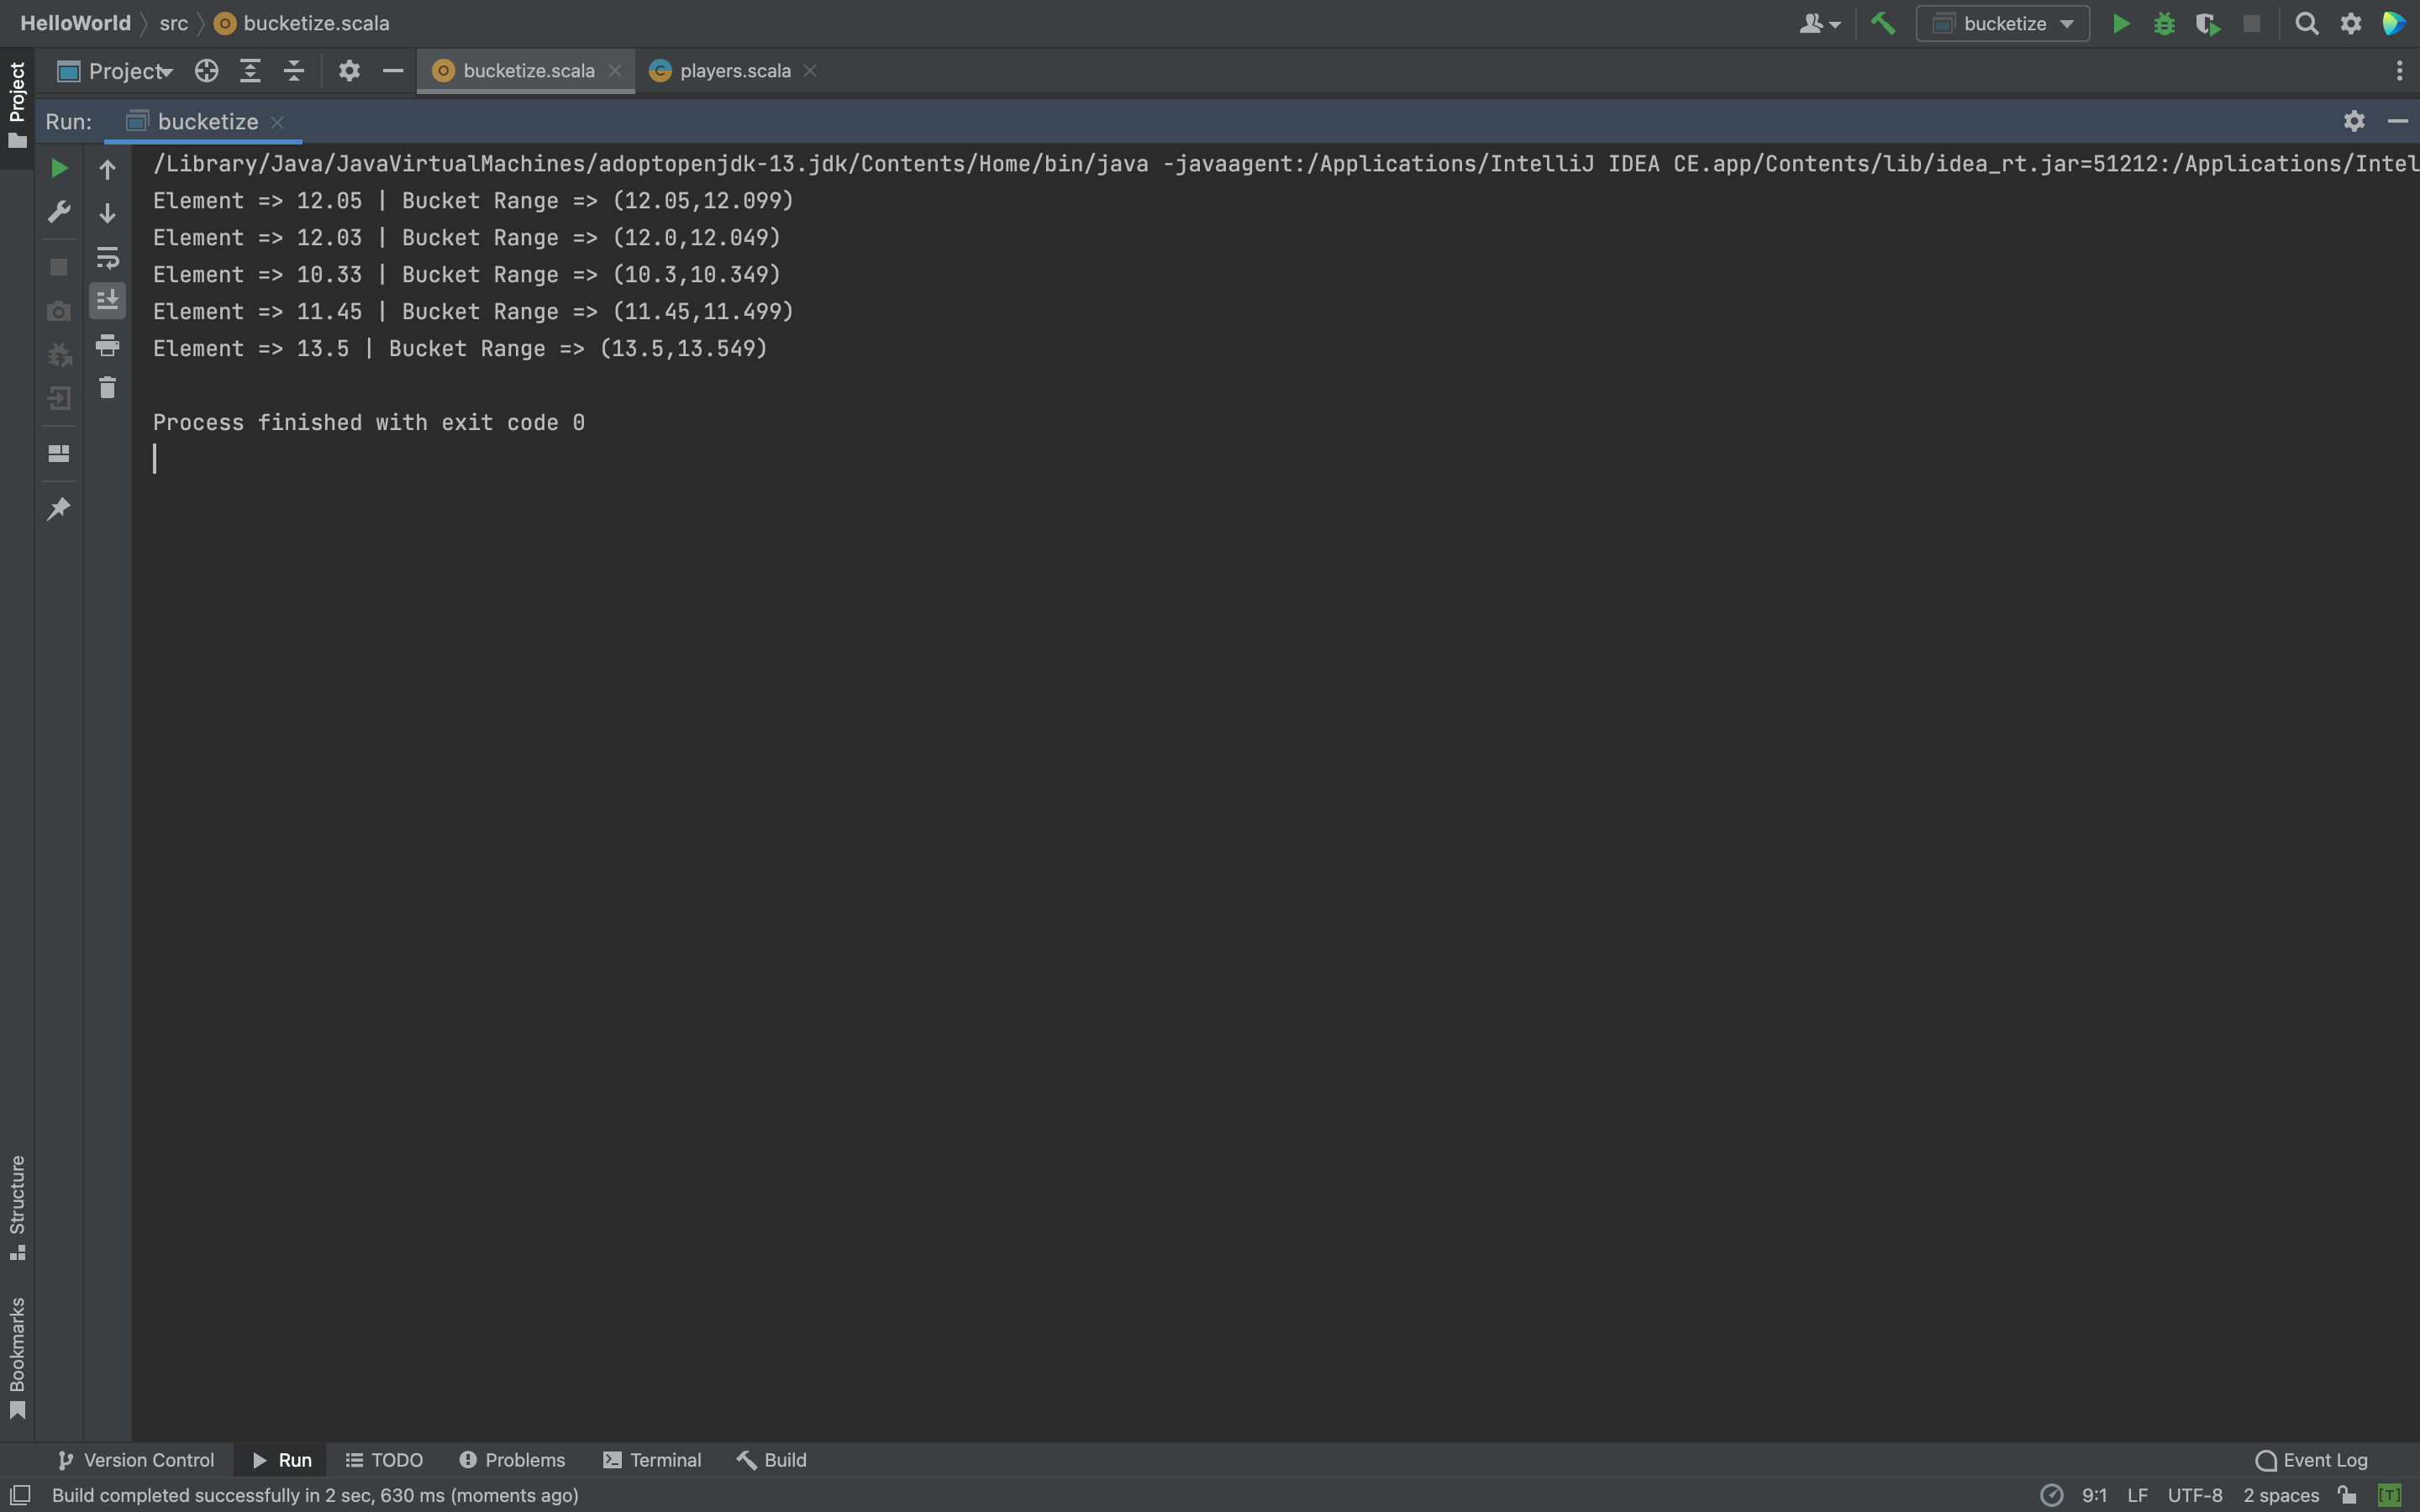 HelloWorld src bucketize.scala bucketize
Project bucketize.scala players.scala
Project
Run: bucketize
/Library/Java/JavaVirtualMachines/adoptopenjdk-13.jdk/Contents/Home/bin/java -javaagent:/Applications/IntelliJ IDEA CE.app/Contents/lib/idea_rt.jar=51212:/Applications/Intel
Element => 12.05 | Bucket Range => (12.05,12.099)
Element => 12.03 | Bucket Range => (12.0,12.049)
Element => 10.33 | Bucket Range => (10.3,10.349)
Element => 11.45 | Bucket Range => (11.45,11.499)
Element => 13.5 | Bucket Range => (13.5,13.549)
Process finished with exit code 0
Structure
Bookmarks
Version Control Run TODO Problems Terminal Build Event Log
Build completed successfully in 2 sec, 630 ms (moments ago) 9:1 LF UTF-8 2 spaces [T]